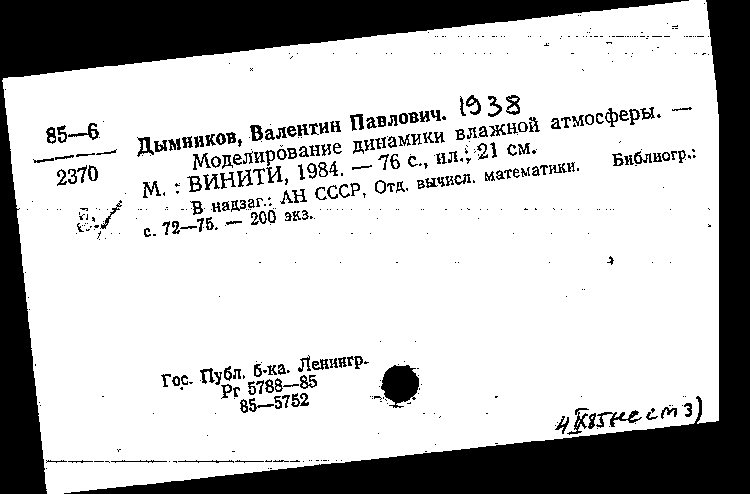 85—6
2370
Дымников, Валентин Павлович. 1938
Моделирование динамики влажной атмосферы. —
М. : ВИНИТИ, 1984. — 76 с., ил.; 21 см.
В надзаг.: АН СССР, Отд. вычисл. математики. Библиогр.:
с. 72—75. — 200 экз.
Гос. Публ. б-ка. Ленингр.
Рг 5788—85
85—5752